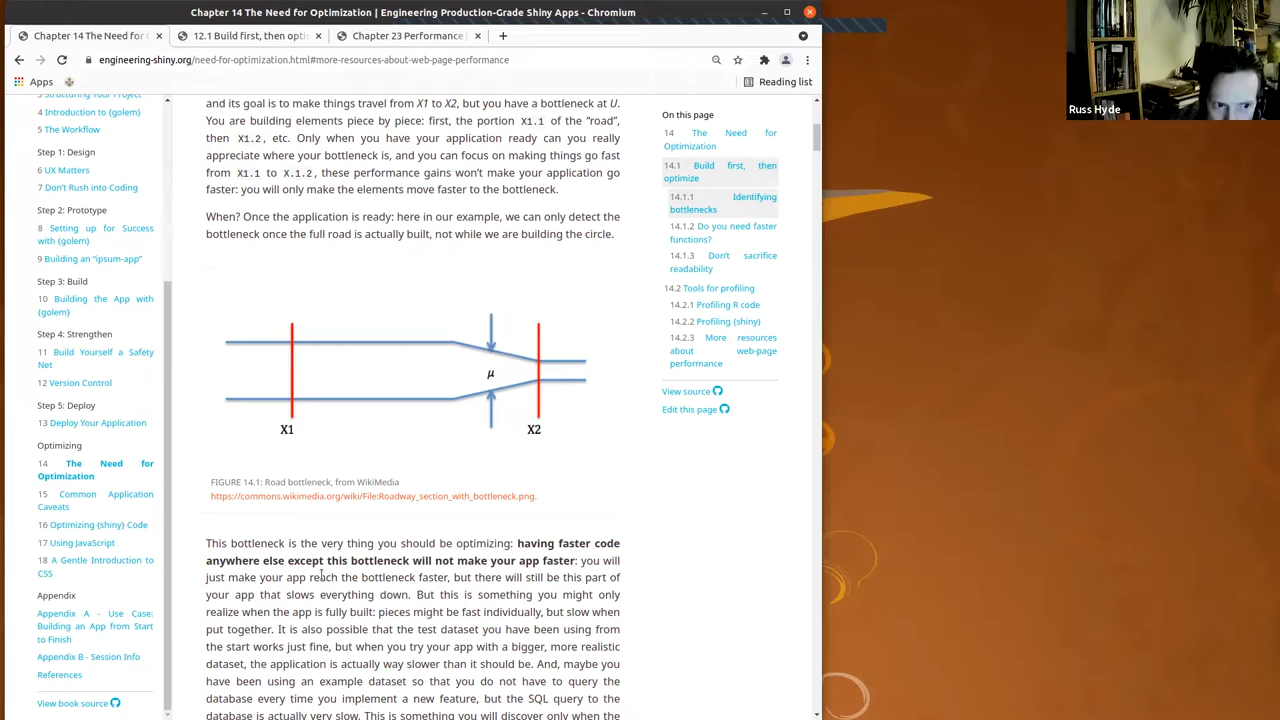 Chapter 14 The Need for Optimization | Engineering Production-Grade Shiny Apps - Chromium
Chapter 14 The Need for O
12.1 Build first, then opti
Chapter 23 Performance |
engineering-shiny.org/need-for-optimization.html#more-resources-about-web-page-performance
Apps
Reading list
Russ Hyde
3 Structuring Your Project
4 Introduction to {golem}
5 The Workflow
Step 1: Design
6 UX Matters
7 Don't Rush into Coding
Step 2: Prototype
8 Setting up for Success
with {golem}
9 Building an "ipsum-app"
Step 3: Build
10 Building the App with
{golem}
Step 4: Strengthen
11 Build Yourself a Safety
Net
12 Version Control
Step 5: Deploy
13 Deploy Your Application
Optimizing
14 The Need for
Optimization
15 Common Application
Caveats
16 Optimizing {shiny} Code
17 Using JavaScript
18 A Gentle Introduction to
CSS
Appendix
Appendix A - Use Case:
Building an App from Start
to Finish
Appendix B - Session Info
References
View book source
and its goal is to make things travel from X1 to X2, but you have a bottleneck at U.
You are building elements piece by piece: first, the portion X1.1 of the "road",
then X1.2, etc. Only when you have your application ready can you really
appreciate where your bottleneck is, and you can focus on making things go fast
from X1.1 to X.1.2, these performance gains won't make your application go
faster: you will only make the elements move faster to the bottleneck.
When? Once the application is ready: here in our example, we can only detect the
bottleneck once the full road is actually built, not while we are building the circle.
μ
X1
X2
FIGURE 14.1: Road bottleneck, from WikiMedia
https://commons.wikimedia.org/wiki/File:Roadway_section_with_bottleneck.png.
This bottleneck is the very thing you should be optimizing: having faster code
anywhere else except this bottleneck will not make your app faster: you will
just make your app reach the bottleneck faster, but there will still be this part of
your app that slows everything down. But this is something you might only
realize when the app is fully built: pieces might be fast individually, but slow when
put together. It is also possible that the test dataset you have been using from
the start works just fine, but when you try your app with a bigger, more realistic
dataset, the application is actually way slower than it should be. And, maybe you
have been using an example dataset so that you do not have to query the
database every time you implement a new feature, but the SQL query to the
database is actually very slow. This is something you will discover only when the
On this page
14 The Need for
Optimization
14.1 Build first, then
optimize
14.1.1 Identifying
bottlenecks
14.1.2 Do you need faster
functions?
14.1.3 Don't sacrifice
readability
14.2 Tools for profiling
14.2.1 Profiling R code
14.2.2 Profiling {shiny}
14.2.3 More resources
about web-page
performance
View source
Edit this page